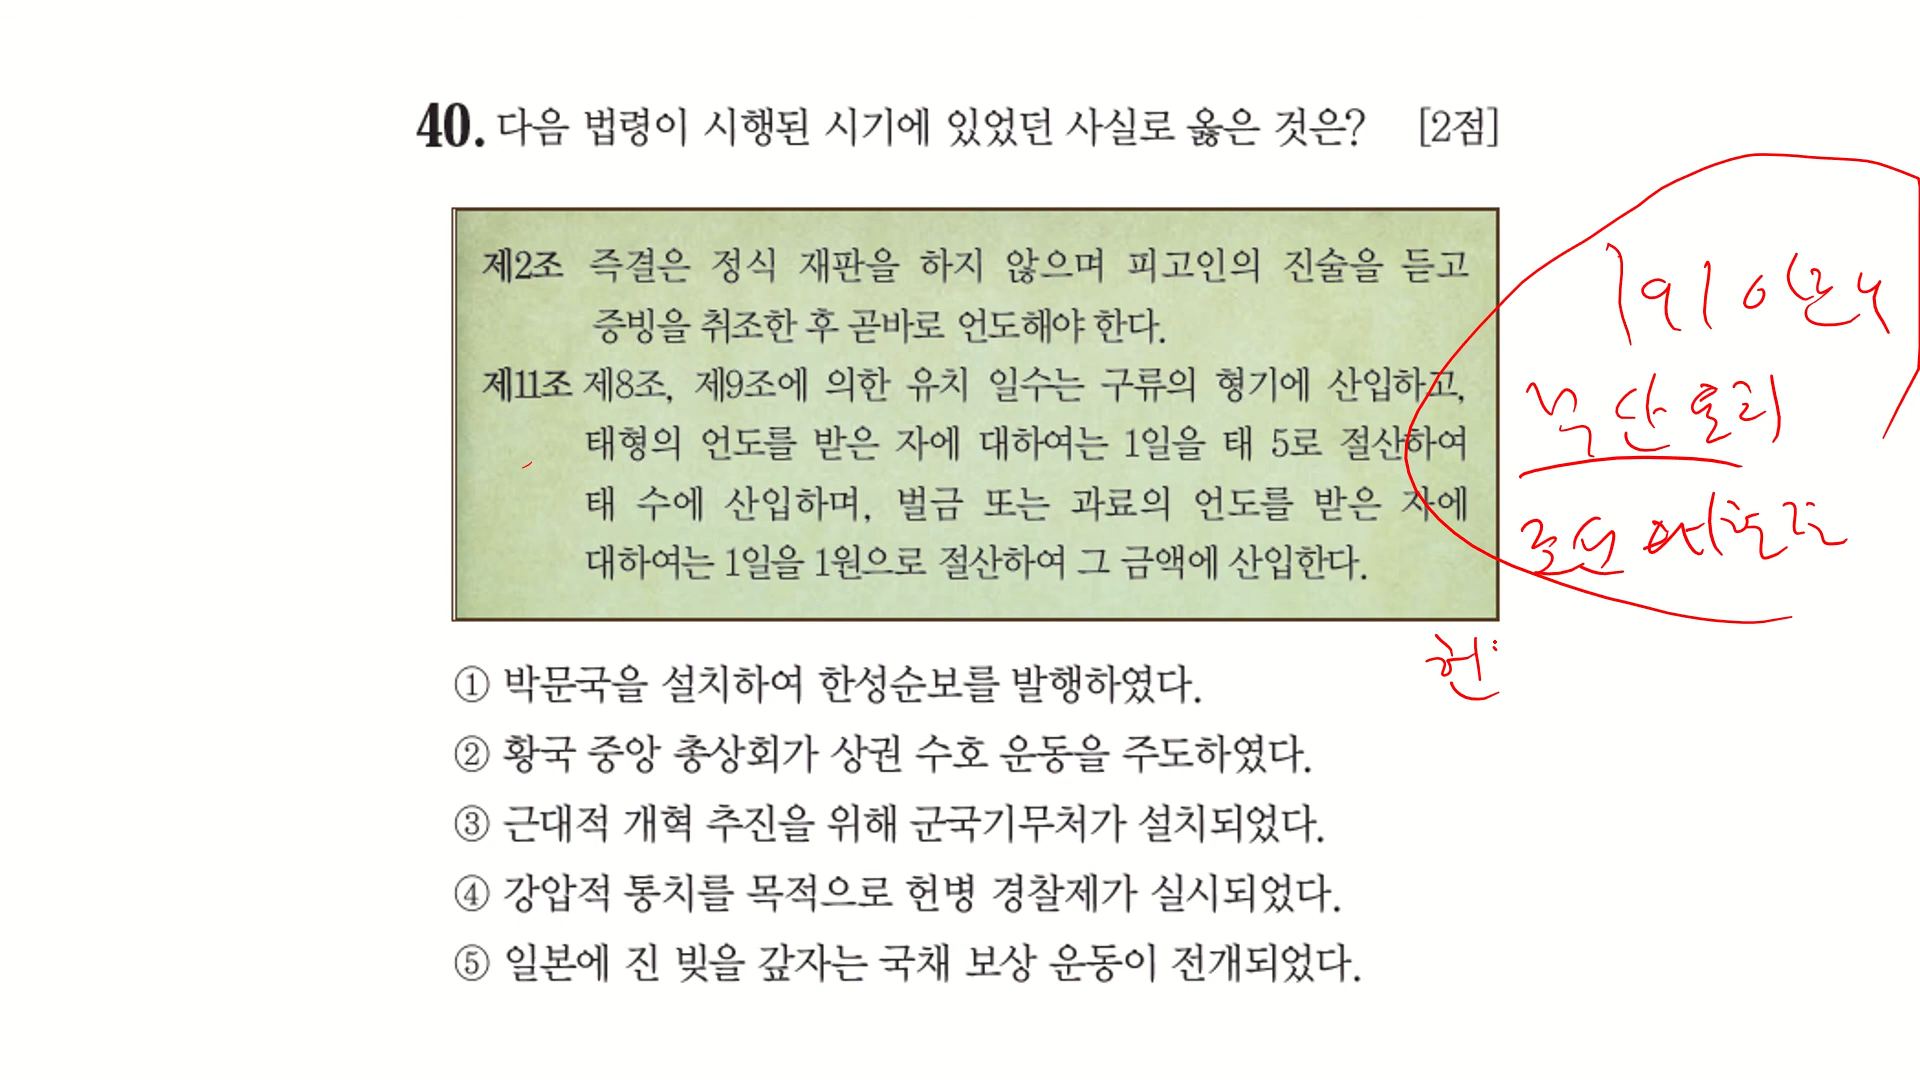 40. 다음 법령이 시행된 시기에 있었던 사실로 옳은 것은? [2점]
제2조 즉결은 정식 재판을 하지 않으며 피고인의 진술을 듣고
증빙을 취조한 후 곧바로 언도해야 한다.
제11조 제8조, 제9조에 의한 유치 일수는 구류의 형기에 산입하고,
태형의 언도를 받은 자에 대하여는 1일을 태 5로 절산하여
태 수에 산입하며, 벌금 또는 과료의 언도를 받은 자에
대하여는 1일을 1원으로 절산하여 그 금액에 산입한다.
① 박문국을 설치하여 한성순보를 발행하였다.
② 황국 중앙 총상회가 상권 수호 운동을 주도하였다.
③ 근대적 개혁 추진을 위해 군국기무처가 설치되었다.
④ 강압적 통치를 목적으로 헌병 경찰제가 실시되었다.
⑤ 일본에 진 빚을 갚자는 국채 보상 운동이 전개되었다.
1910년대
무단통치
헌